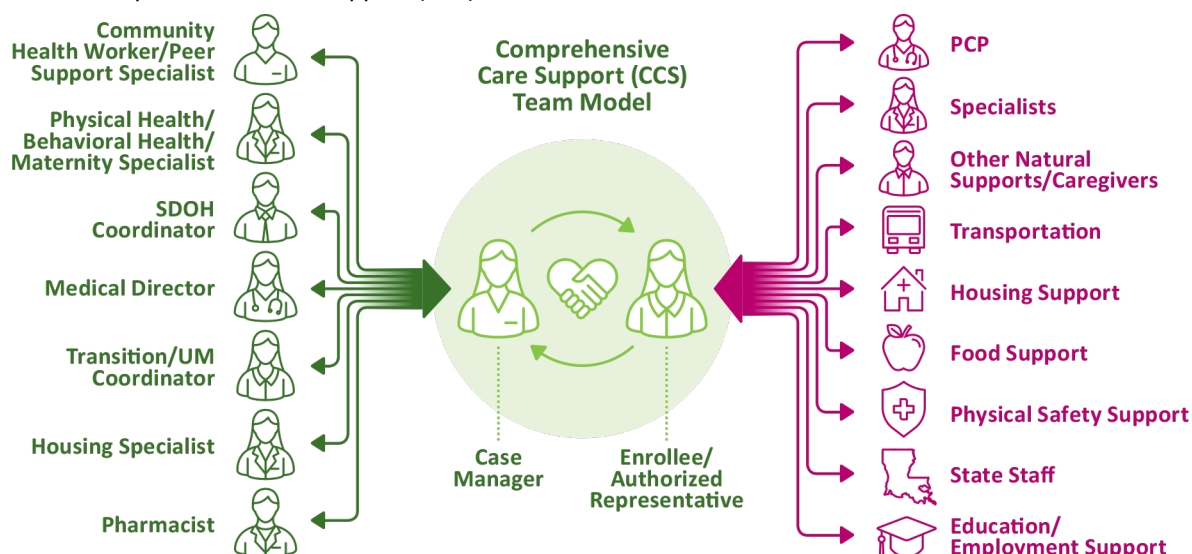 Community
Health Worker/Peer
Support Specialist
Physical Health/
Behavioral Health/
Maternity Specialist
SDOH
Coordinator
Medical Director
Transition/UM
Coordinator
Housing Specialist
Pharmacist
Comprehensive
Care Support (CCS)
Team Model
Case
Manager
Enrollee/
Authorized
Representative
PCP
Specialists
Other Natural
Supports/Caregivers
Transportation
Housing Support
Food Support
Physical Safety Support
State Staff
Education/
Employment Support